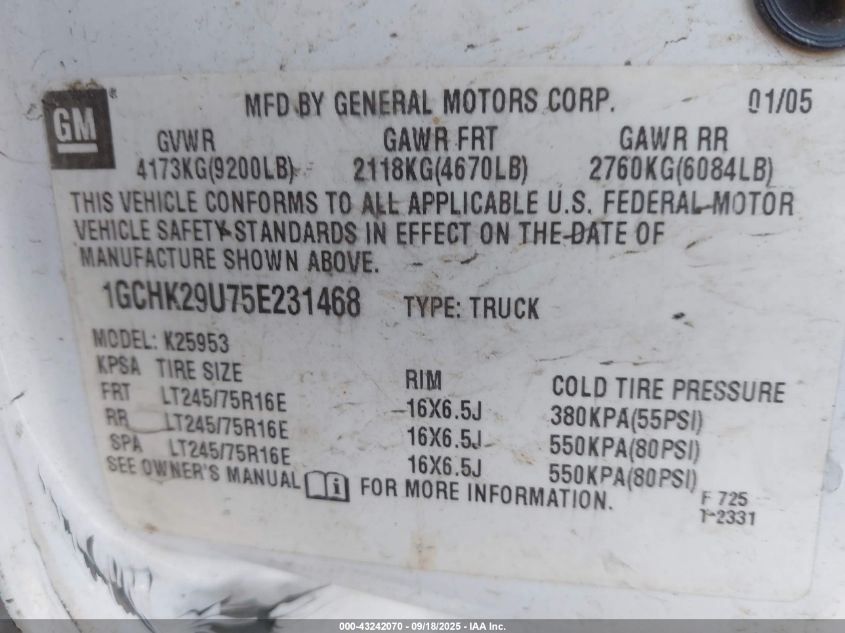 GM® MFD BY GENERAL MOTORS CORP. 01/05
GVWR GAWR FRT GAWR RR
4173KG(9200LB) 2118KG(4670LB) 2760KG(6084LB)
THIS VEHICLE CONFORMS TO ALL APPLICABLE U.S. FEDERAL MOTOR
VEHICLE SAFETY STANDARDS IN EFFECT ON THE DATE OF
MANUFACTURE SHOWN ABOVE.
1GCHK29U75E231468 TYPE: TRUCK
MODEL: K25953
KPSA TIRE SIZE RIM COLD TIRE PRESSURE
FRT LT245/75R16E 16X6.5J 380KPA(55PSI)
RR LT245/75R16E 16X6.5J 550KPA(80PSI)
SPA LT245/75R16E 16X6.5J 550KPA(80PSI)
SEE OWNER'S MANUAL i FOR MORE INFORMATION.
F 725
T-2331
000-43242070 - 09/18/2025 - IAA Inc.